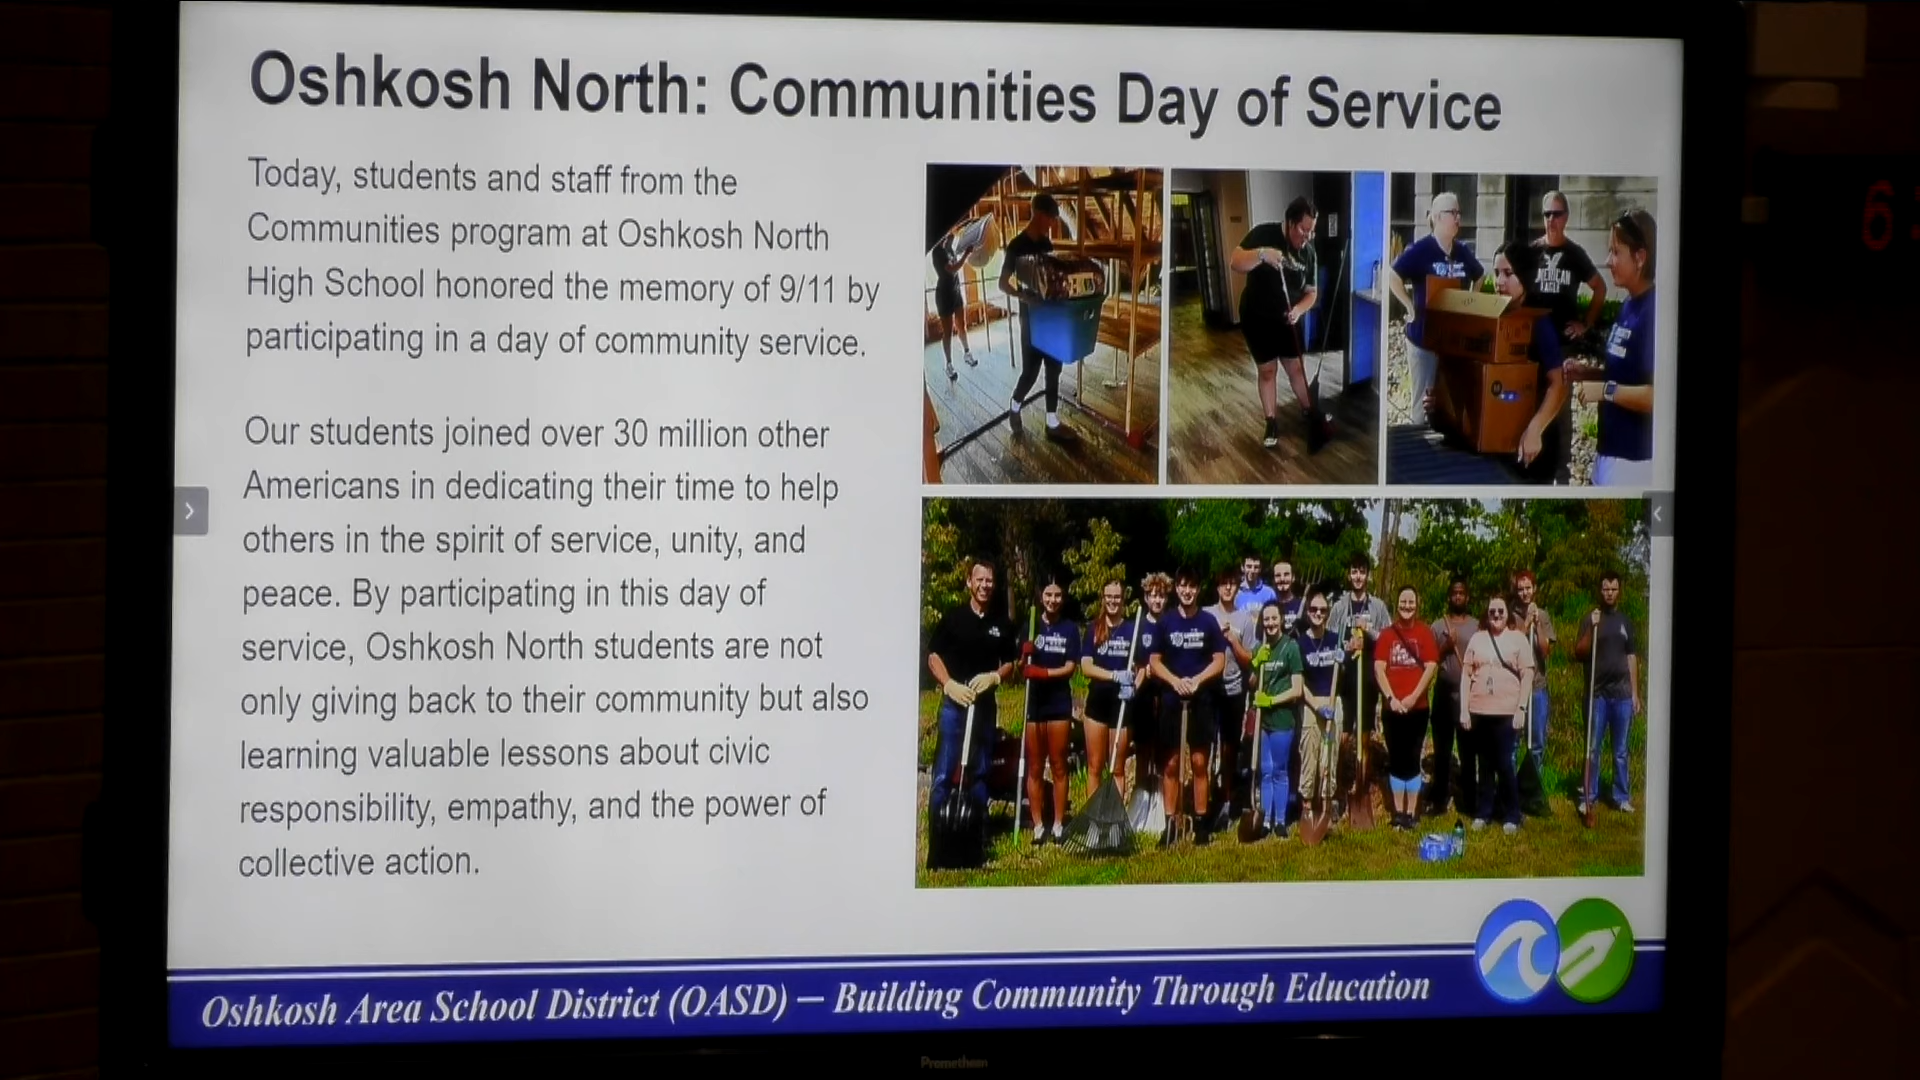 Oshkosh North: Communities Day of Service
Today, students and staff from the
Communities program at Oshkosh North
High School honored the memory of 9/11 by
participating in a day of community service.
Our students joined over 30 million other
Americans in dedicating their time to help
others in the spirit of service, unity, and
peace. By participating in this day of
service, Oshkosh North students are not
only giving back to their community but also
learning valuable lessons about civic
responsibility, empathy, and the power of
collective action.
Oshkosh Area School District (OASD) — Building Community Through Education
Promethean